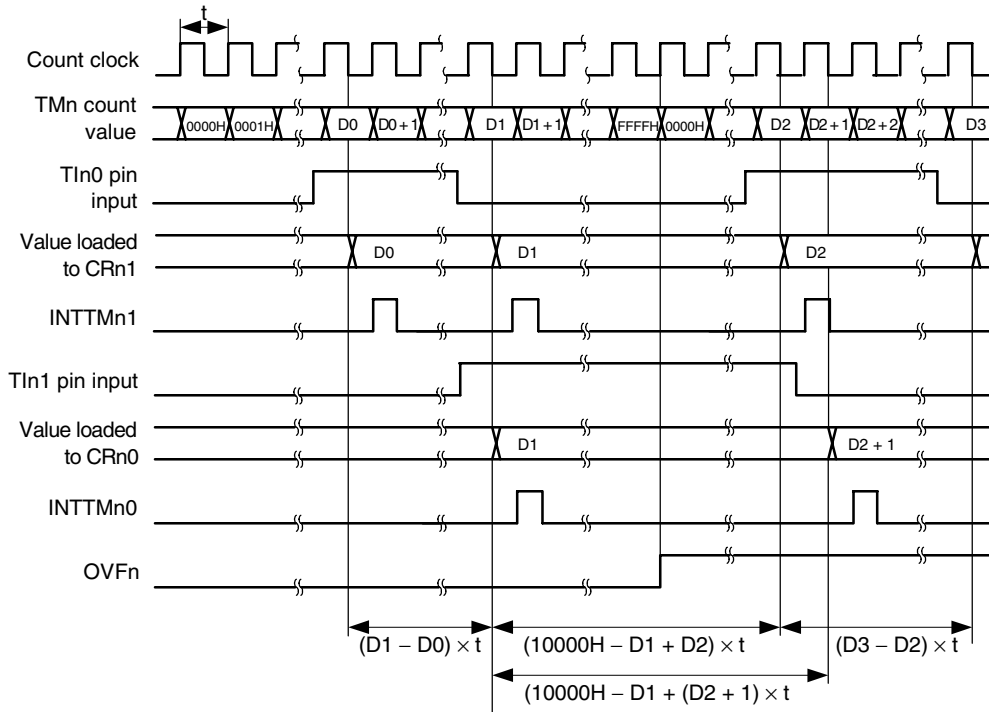 t
Count clock
TMn count
value
0000H 0001H D0 D0 + 1 D1 D1 + 1 FFFFH 0000H D2 D2 + 1 D2 + 2 D3
TIn0 pin
input
Value loaded
to CRn1
D0 D1 D2
INTTMn1
TIn1 pin input
Value loaded
to CRn0
D1 D2 + 1
INTTMn0
OVFn
(D1 − D0) × t (10000H − D1 + D2) × t (D3 − D2) × t
(10000H − D1 + (D2 + 1) × t